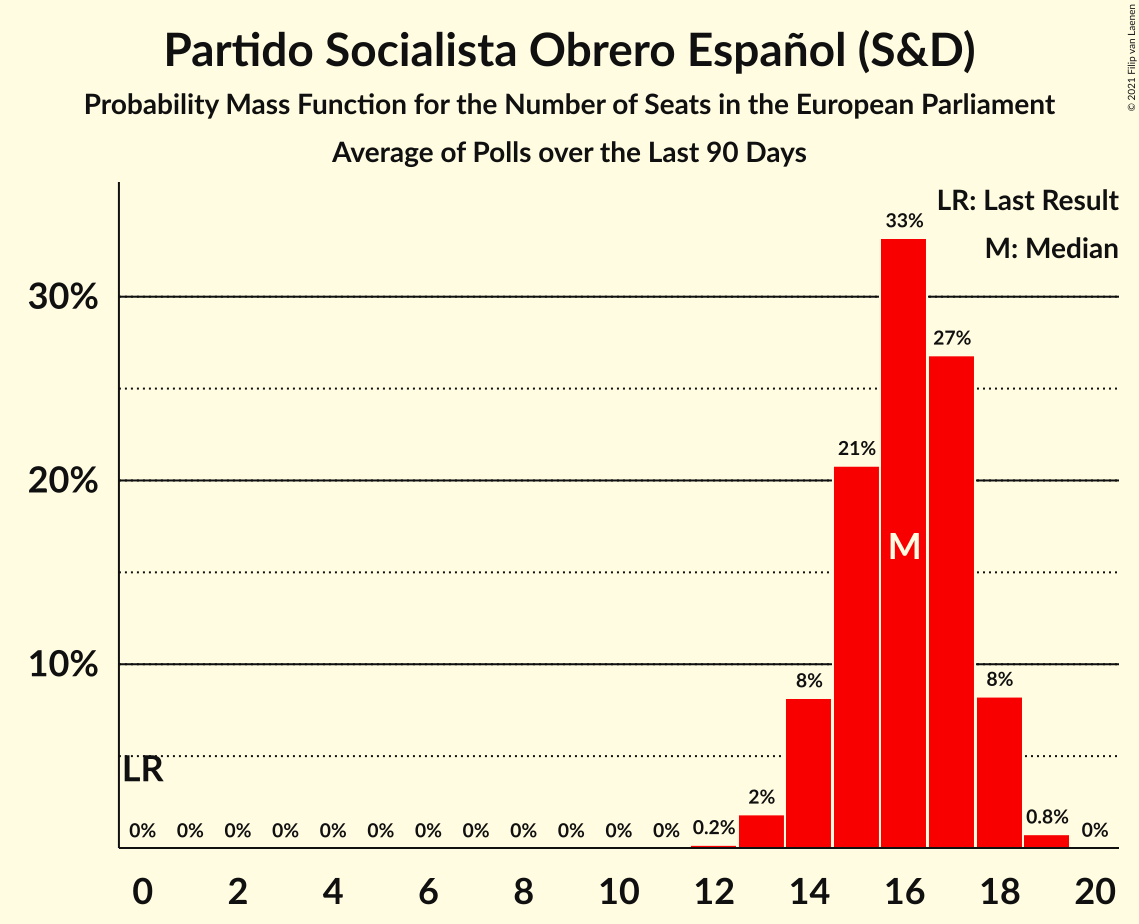 Partido Socialista Obrero Español (S&D)
Probability Mass Function for the Number of Seats in the European Parliament
Average of Polls over the Last 90 Days
© 2021 Filip van Laenen
LR: Last Result
M: Median
30%
20%
10%
33%
27%
21%
M
8%
8%
LR
2%
0% 0% 0% 0% 0% 0% 0% 0% 0% 0% 0% 0% 0.2% 0.8% 0%
0 2 4 6 8 10 12 14 16 18 20